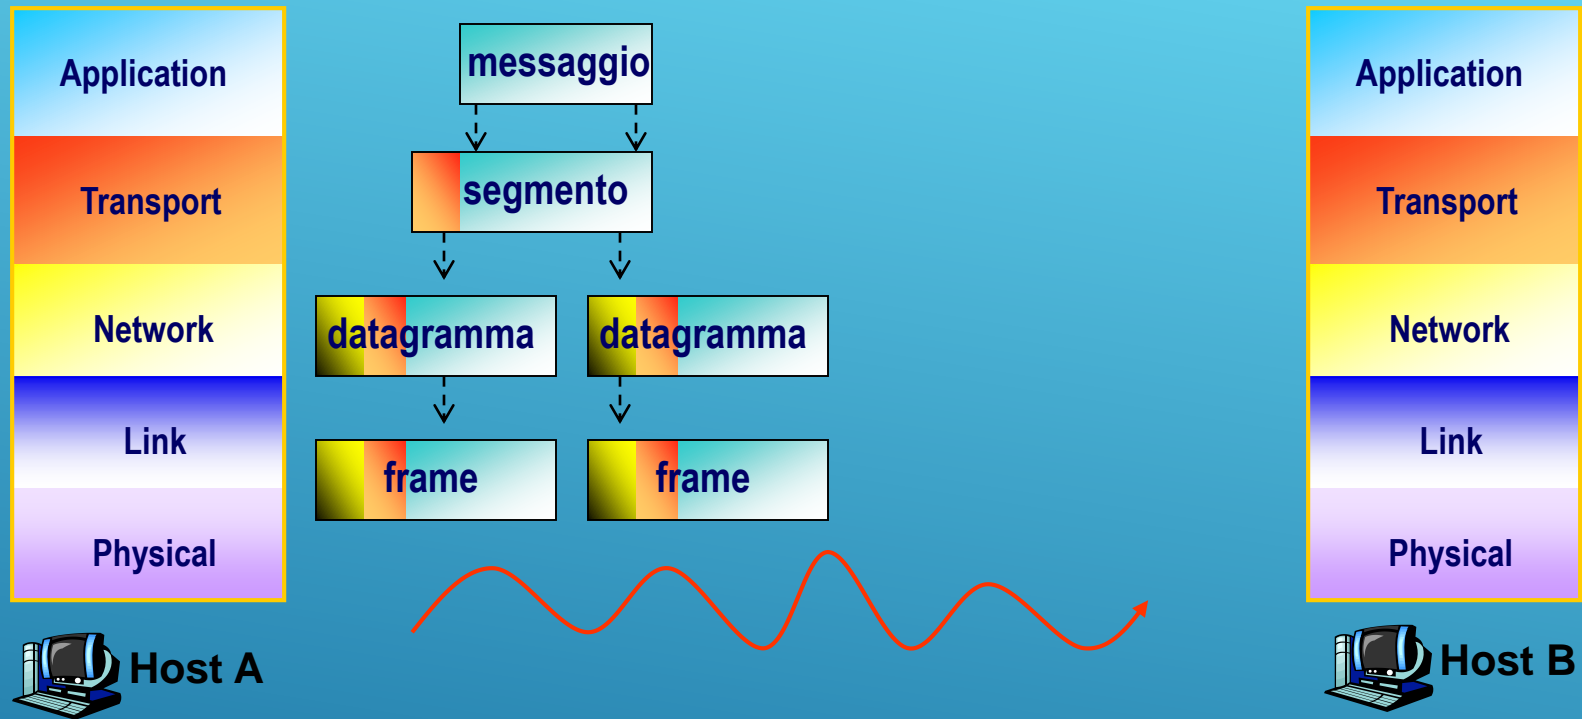 Application
Transport
Network
Link
Physical
Host A
messaggio
segmento
datagramma
datagramma
frame
frame
Application
Transport
Network
Link
Physical
Host B